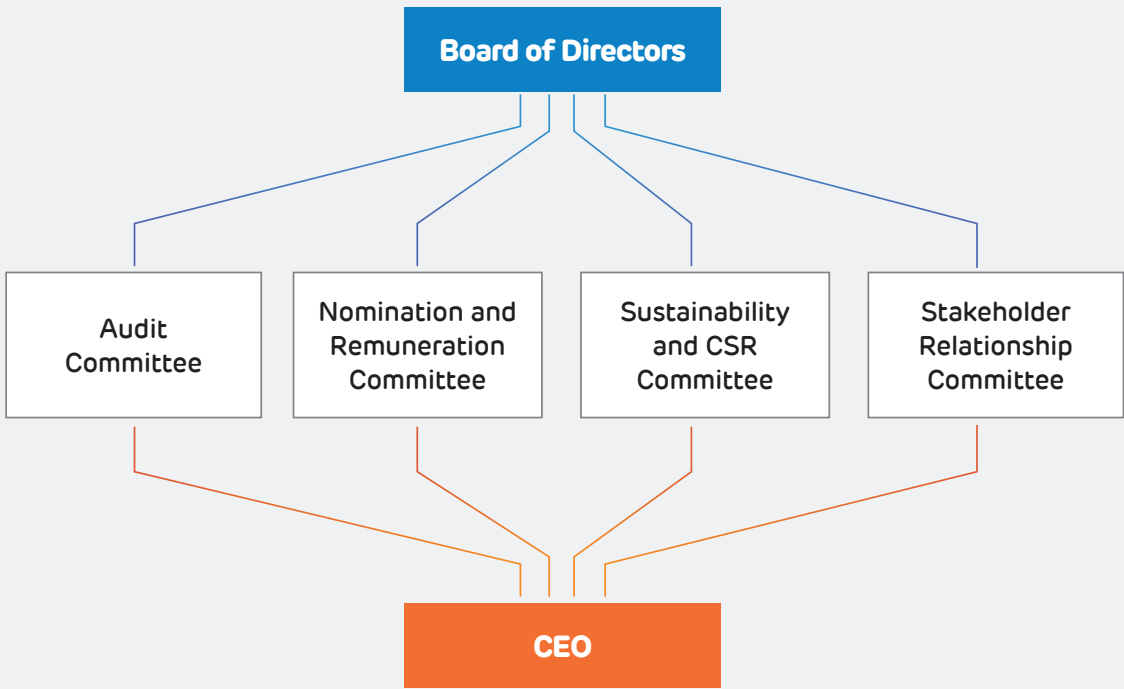 Board of Directors
Audit
Committee
Nomination and
Remuneration
Committee
Sustainability
and CSR
Committee
Stakeholder
Relationship
Committee
CEO